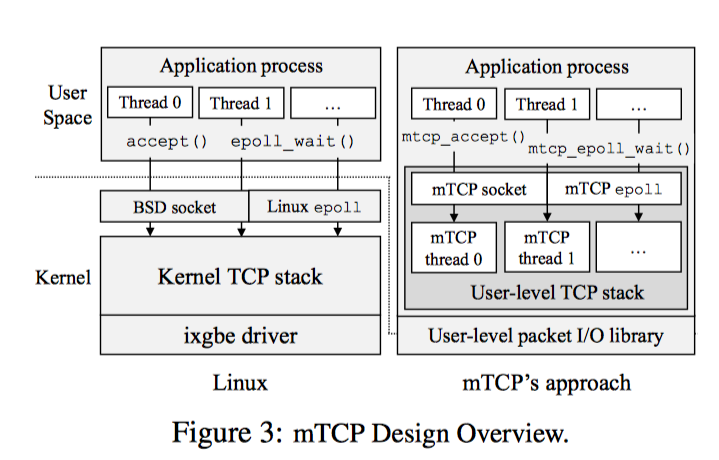 User
Space
Application process
Thread 0 Thread 1 ...
accept() epoll_wait()
BSD socket Linux epoll
Kernel
Kernel TCP stack
ixgbe driver
Linux
Application process
Thread 0 Thread 1 ...
mtcp_accept()
mtcp_epoll_wait()
mTCP socket mTCP epoll
mTCP
thread 0
mTCP
thread 1
...
User-level TCP stack
User-level packet I/O library
mTCP's approach
Figure 3: mTCP Design Overview.